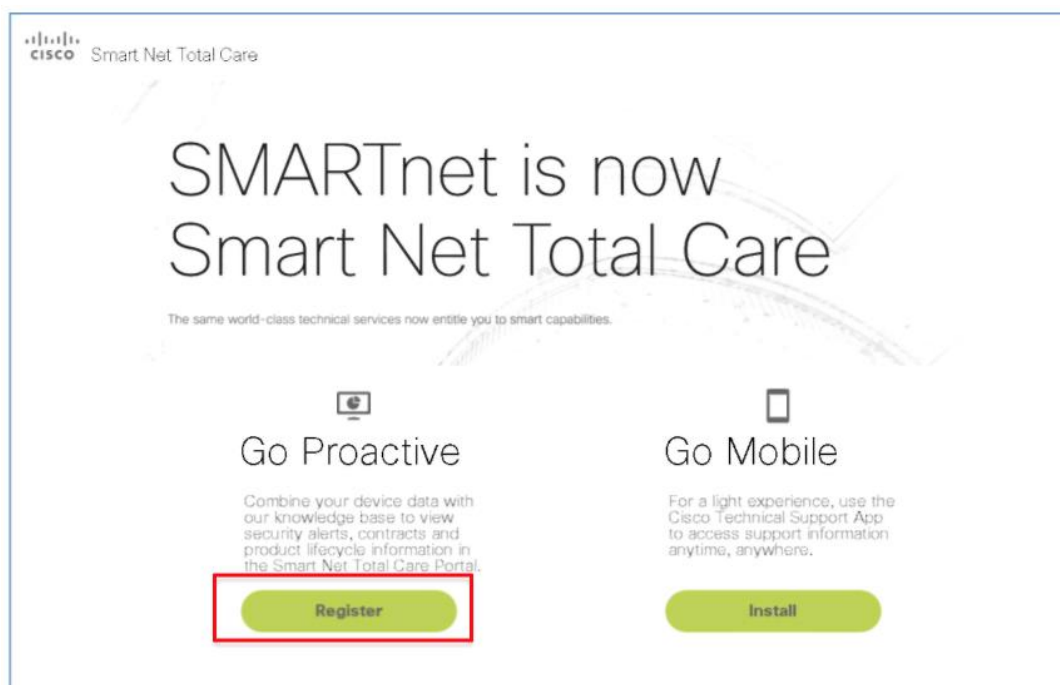 CISCO Smart Net Total Care
SMARTnet is now
Smart Net Total Care
The same world-class technical services now entitle you to smart capabilities.
Go Proactive
Combine your device data with
our knowledge base to view
security alerts, contracts and
product lifecycle information in
the Smart Net Total Care Portal.
Register
Go Mobile
For a light experience, use the
Cisco Technical Support App
to access support information
anytime, anywhere.
Install